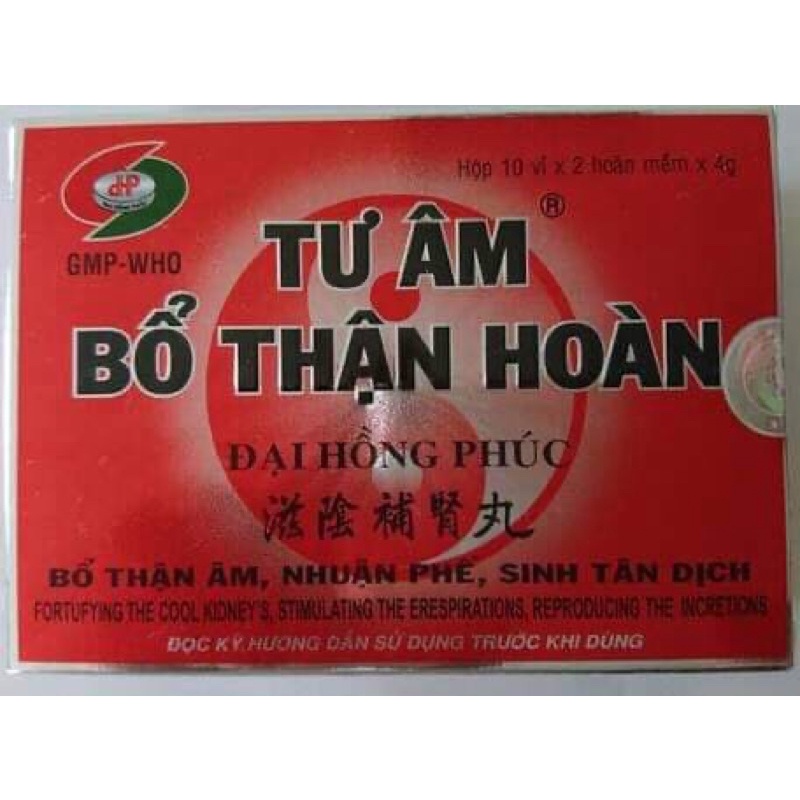 Hộp 10 vỉ x 2 hoàn mềm x 4g
ĐHP
GMP-WHO
TƯ ÂM ®
BỔ THẬN HOÀN
ĐẠI HỒNG PHÚC
滋陰補腎丸
BỔ THẬN ÂM, NHUẬN PHẾ, SINH TÂN DỊCH
FORTUFYING THE COOL KIDNEY'S, STIMULATING THE ERESPIRATIONS, REPRODUCING THE INCRETIONS
ĐỌC KỸ HƯỚNG DẪN SỬ DỤNG TRƯỚC KHI DÙNG